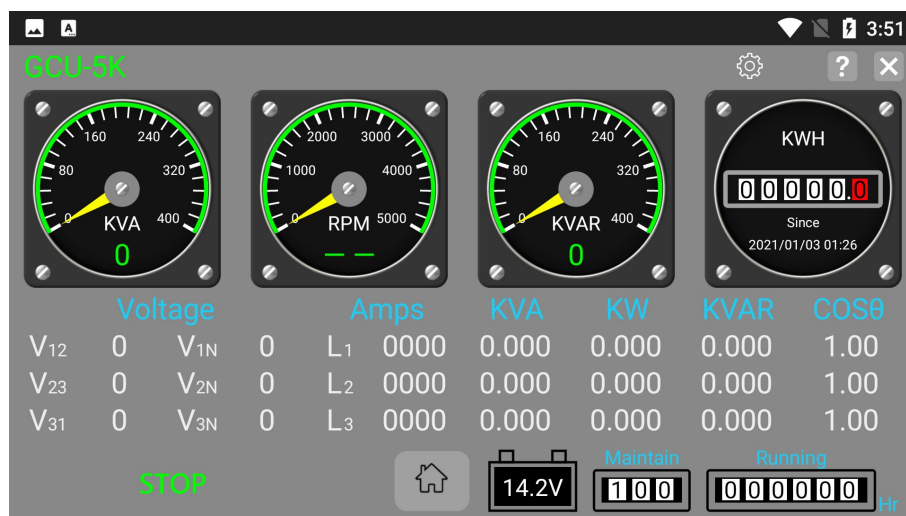 A 3:51
GCU-5K ? ×
0 80 160 240 320 400 KVA 0
0 1000 2000 3000 4000 5000 RPM — —
0 80 160 240 320 400 KVAR 0
KWH
00000.0
Since
2021/01/03 01:26
Voltage Amps KVA KW KVAR COSθ
V12 0 V1N 0 L1 0000 0.000 0.000 0.000 1.00
V23 0 V2N 0 L2 0000 0.000 0.000 0.000 1.00
V31 0 V3N 0 L3 0000 0.000 0.000 0.000 1.00
Maintain Running
STOP 14.2V 100 000000 Hr